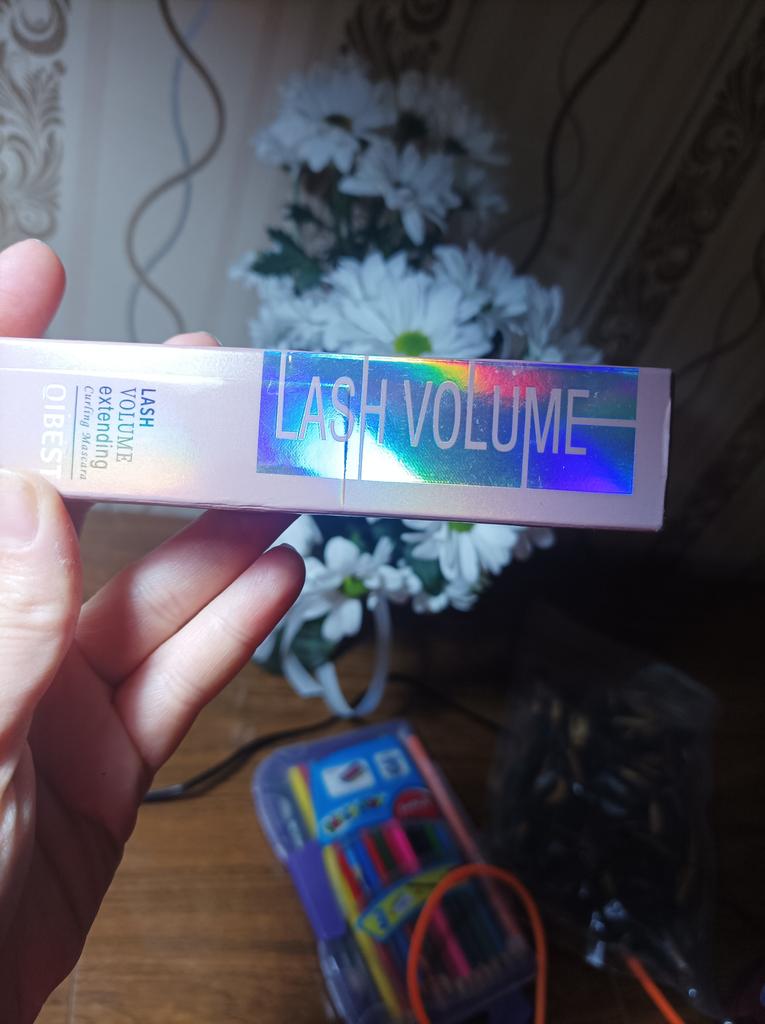 LASH VOLUME
LASH
VOLUME
extending
Curling Mascara
QIBEST